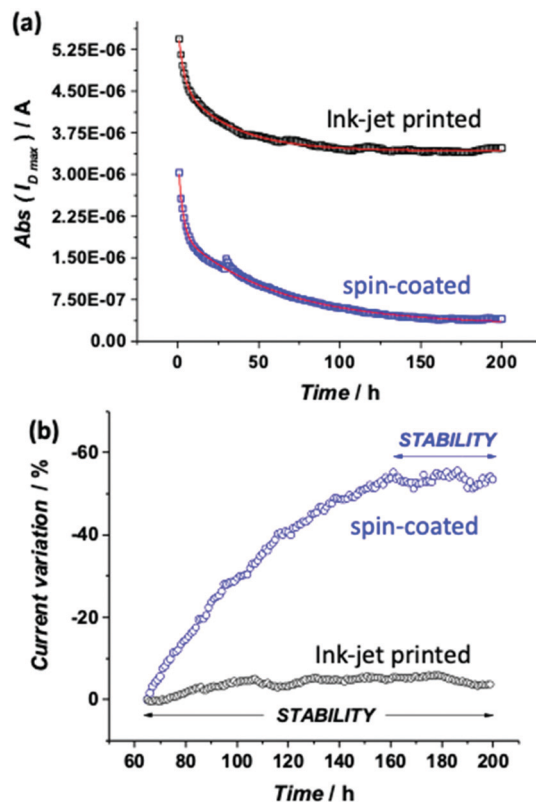 (a)
5.25E-06
4.50E-06
3.75E-06
3.00E-06
2.25E-06
1.50E-06
7.50E-07
0.00
Abs (I_D max) / A
Ink-jet printed
spin-coated
0 50 100 150 200
Time / h
(b)
-60
-40
-20
0
Current variation / %
STABILITY
spin-coated
Ink-jet printed
STABILITY
60 80 100 120 140 160 180 200
Time / h